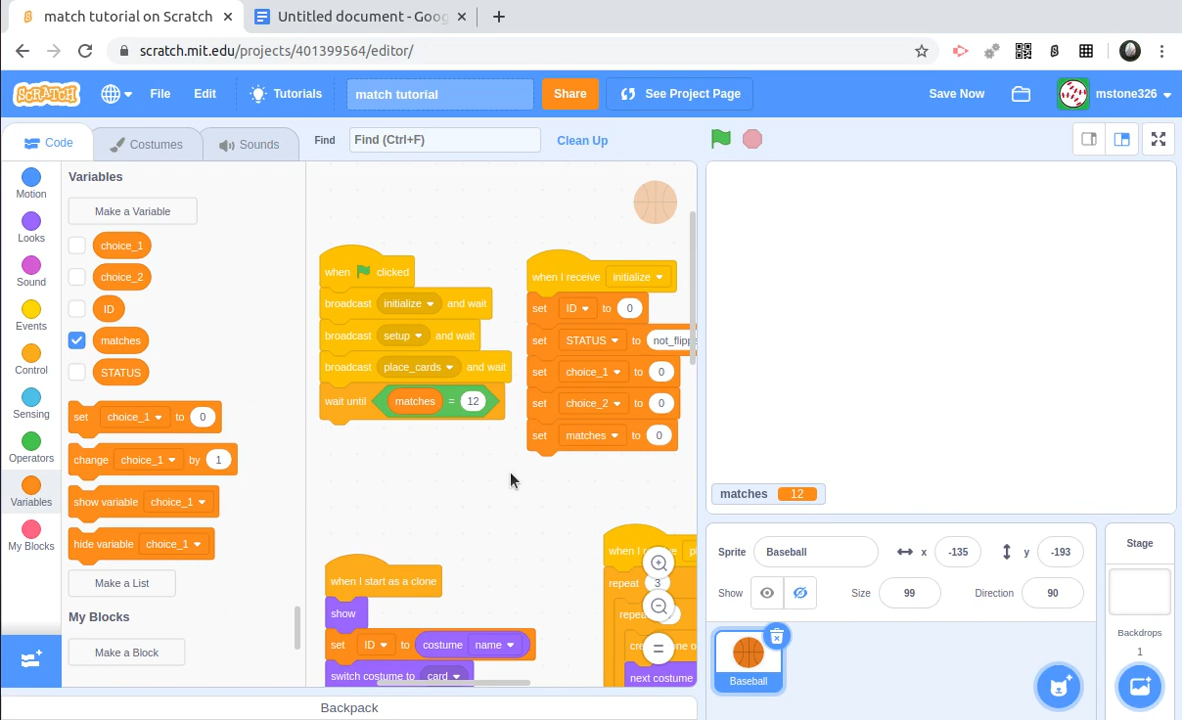 match tutorial on Scratch
Untitled document - Goog
scratch.mit.edu/projects/401399564/editor/
SCRATCH
File
Edit
Tutorials
match tutorial
Share
See Project Page
Save Now
mstone326
Code
Costumes
Sounds
Find
Find (Ctrl+F)
Clean Up
Motion
Looks
Sound
Events
Control
Sensing
Operators
Variables
My Blocks
Variables
Make a Variable
choice_1
choice_2
ID
matches
STATUS
set choice_1 to 0
change choice_1 by 1
show variable choice_1
hide variable choice_1
Make a List
My Blocks
Make a Block
when clicked
broadcast initialize and wait
broadcast setup and wait
broadcast place_cards and wait
wait until matches = 12
when I receive initialize
set ID to 0
set STATUS to not_flipp
set choice_1 to 0
set choice_2 to 0
set matches to 0
when I start as a clone
show
set ID to costume name
switch costume to card
when I
repeat 3
next costume
matches 12
Sprite Baseball x -135 y -193
Show Size 99 Direction 90
Baseball
Stage
Backdrops
1
Backpack